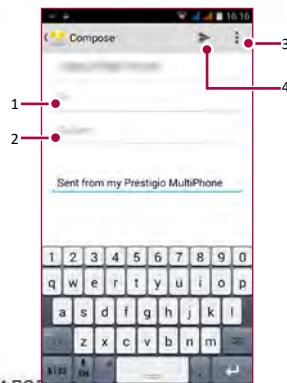 16:16
Compose
3
4
1
2
Sent from my Prestigio MultiPhone
1 2 3 4 5 6 7 8 9 0
q w e r t y u i o p
a s d f g h j k l
z x c v b n m